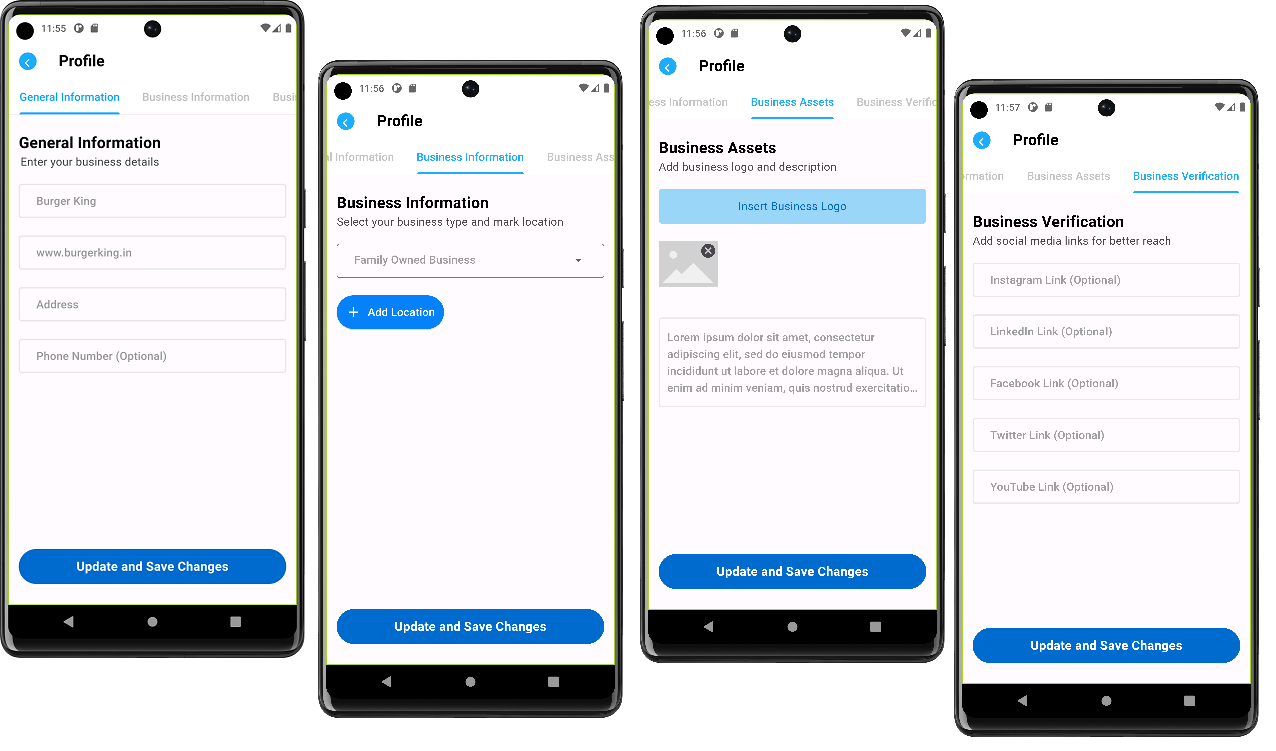 11:55
Profile
General Information Business Information Busi
General Information
Enter your business details
Burger King
www.burgerking.in
Address
Phone Number (Optional)
Update and Save Changes
11:56
Profile
l Information Business Information Business Ass
Business Information
Select your business type and mark location
Family Owned Business
+ Add Location
Update and Save Changes
11:56
Profile
ess Information Business Assets Business Verific
Business Assets
Add business logo and description
Insert Business Logo
Lorem ipsum dolor sit amet, consectetur
adipiscing elit, sed do eiusmod tempor
incididunt ut labore et dolore magna aliqua. Ut
enim ad minim veniam, quis nostrud exercitatio...
Update and Save Changes
11:57
Profile
rmation Business Assets Business Verification
Business Verification
Add social media links for better reach
Instagram Link (Optional)
LinkedIn Link (Optional)
Facebook Link (Optional)
Twitter Link (Optional)
YouTube Link (Optional)
Update and Save Changes